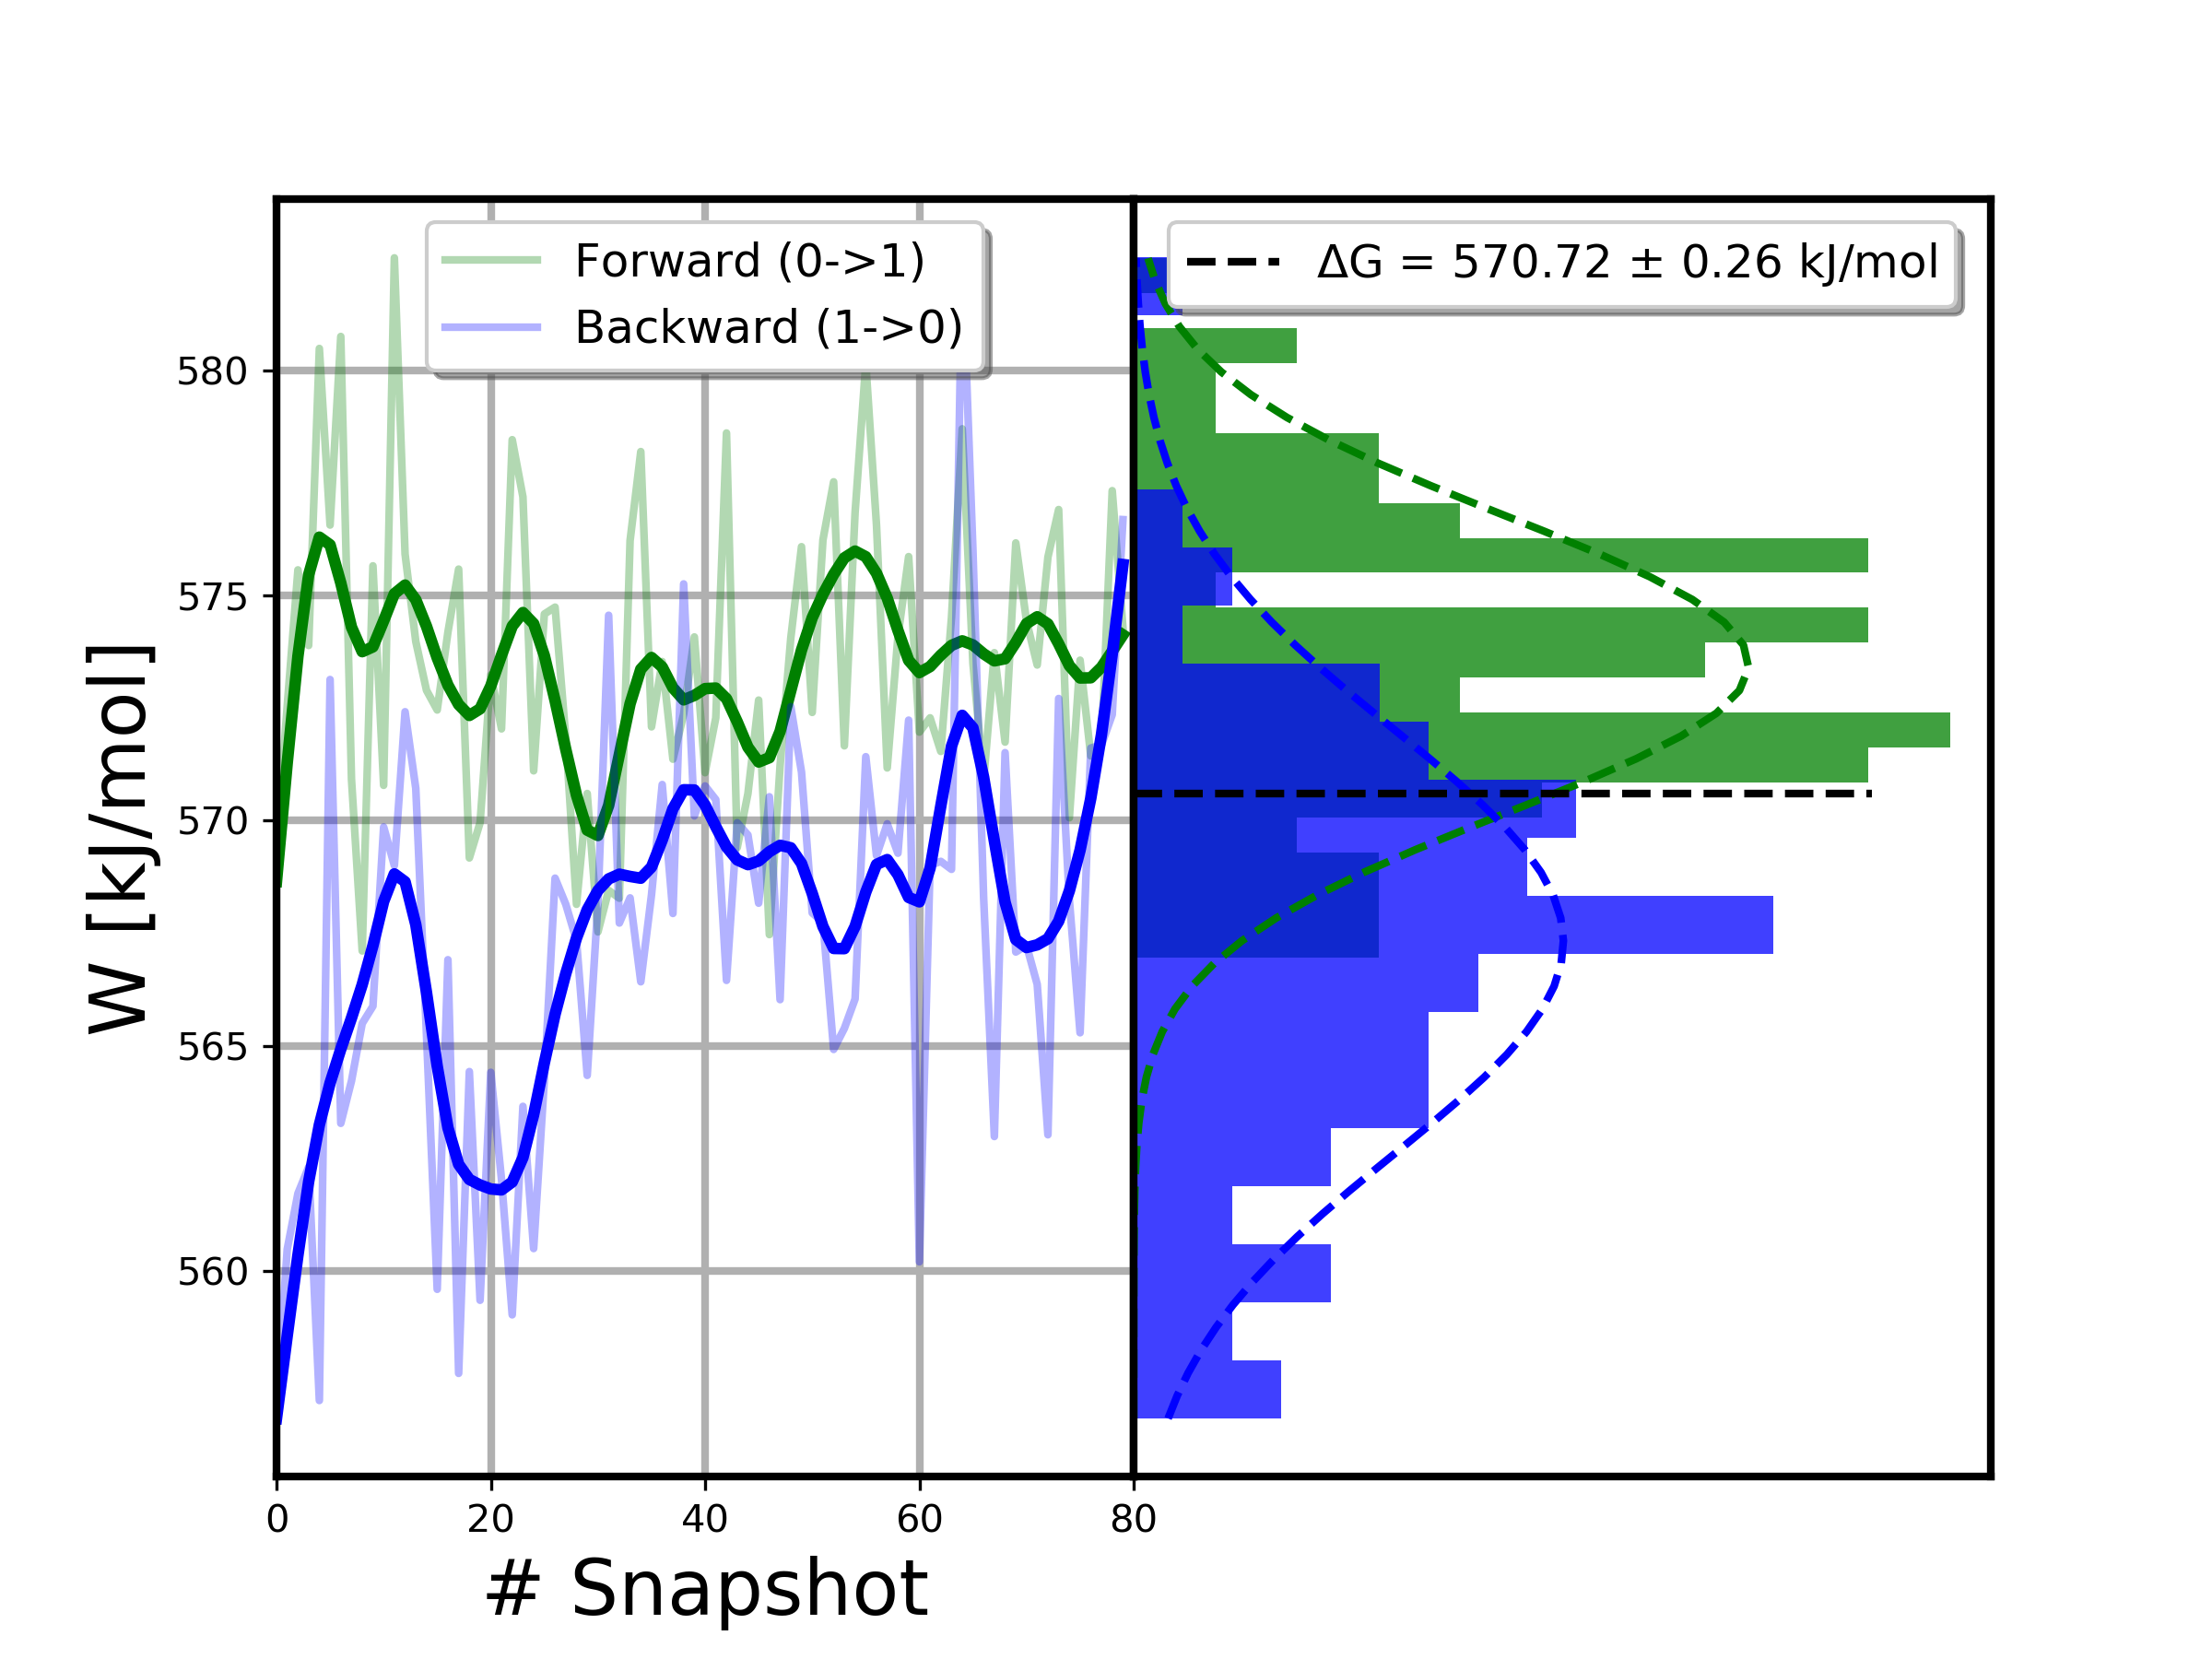 Forward (0->1)
Backward (1->0)
ΔG = 570.72 ± 0.26 kJ/mol
W [kJ/mol]
580
575
570
565
560
0 20 40 60 80
# Snapshot